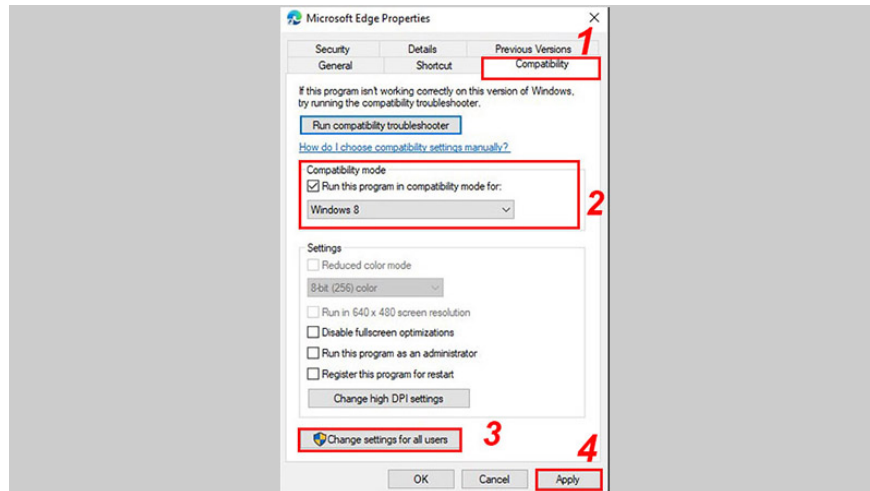 Microsoft Edge Properties
1
Security Details Previous Versions
General Shortcut Compatibility
If this program isn't working correctly on this version of Windows,
try running the compatibility troubleshooter.
Run compatibility troubleshooter
How do I choose compatibility settings manually?
Compatibility mode
Run this program in compatibility mode for:
2
Windows 8
Settings
Reduced color mode
8-bit (256) color
Run in 640 x 480 screen resolution
Disable fullscreen optimizations
Run this program as an administrator
Register this program for restart
Change high DPI settings
Change settings for all users
3
4
OK Cancel Apply